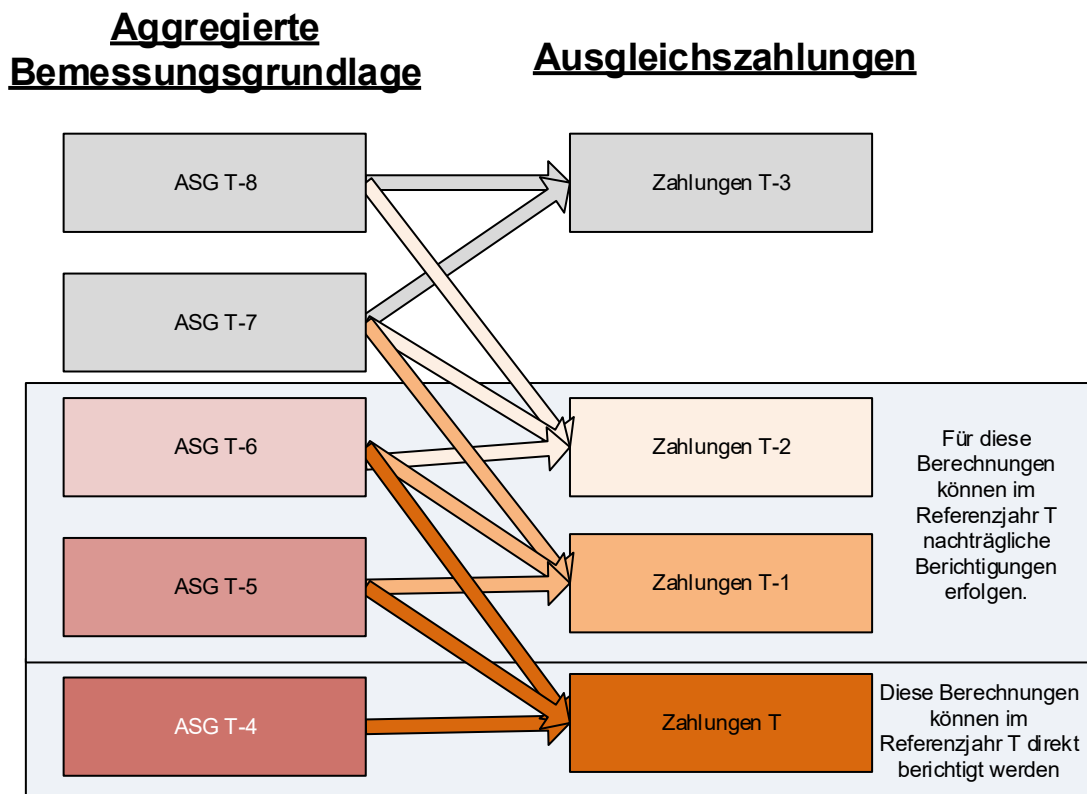 Aggregierte
Bemessungsgrundlage
Ausgleichszahlungen
ASG T-8
Zahlungen T-3
ASG T-7
ASG T-6
Zahlungen T-2
Für diese
Berechnungen
können im
Referenzjahr T
nachträgliche
Berichtigungen
erfolgen.
ASG T-5
Zahlungen T-1
ASG T-4
Zahlungen T
Diese Berechnungen
können im
Referenzjahr T direkt
berichtigt werden